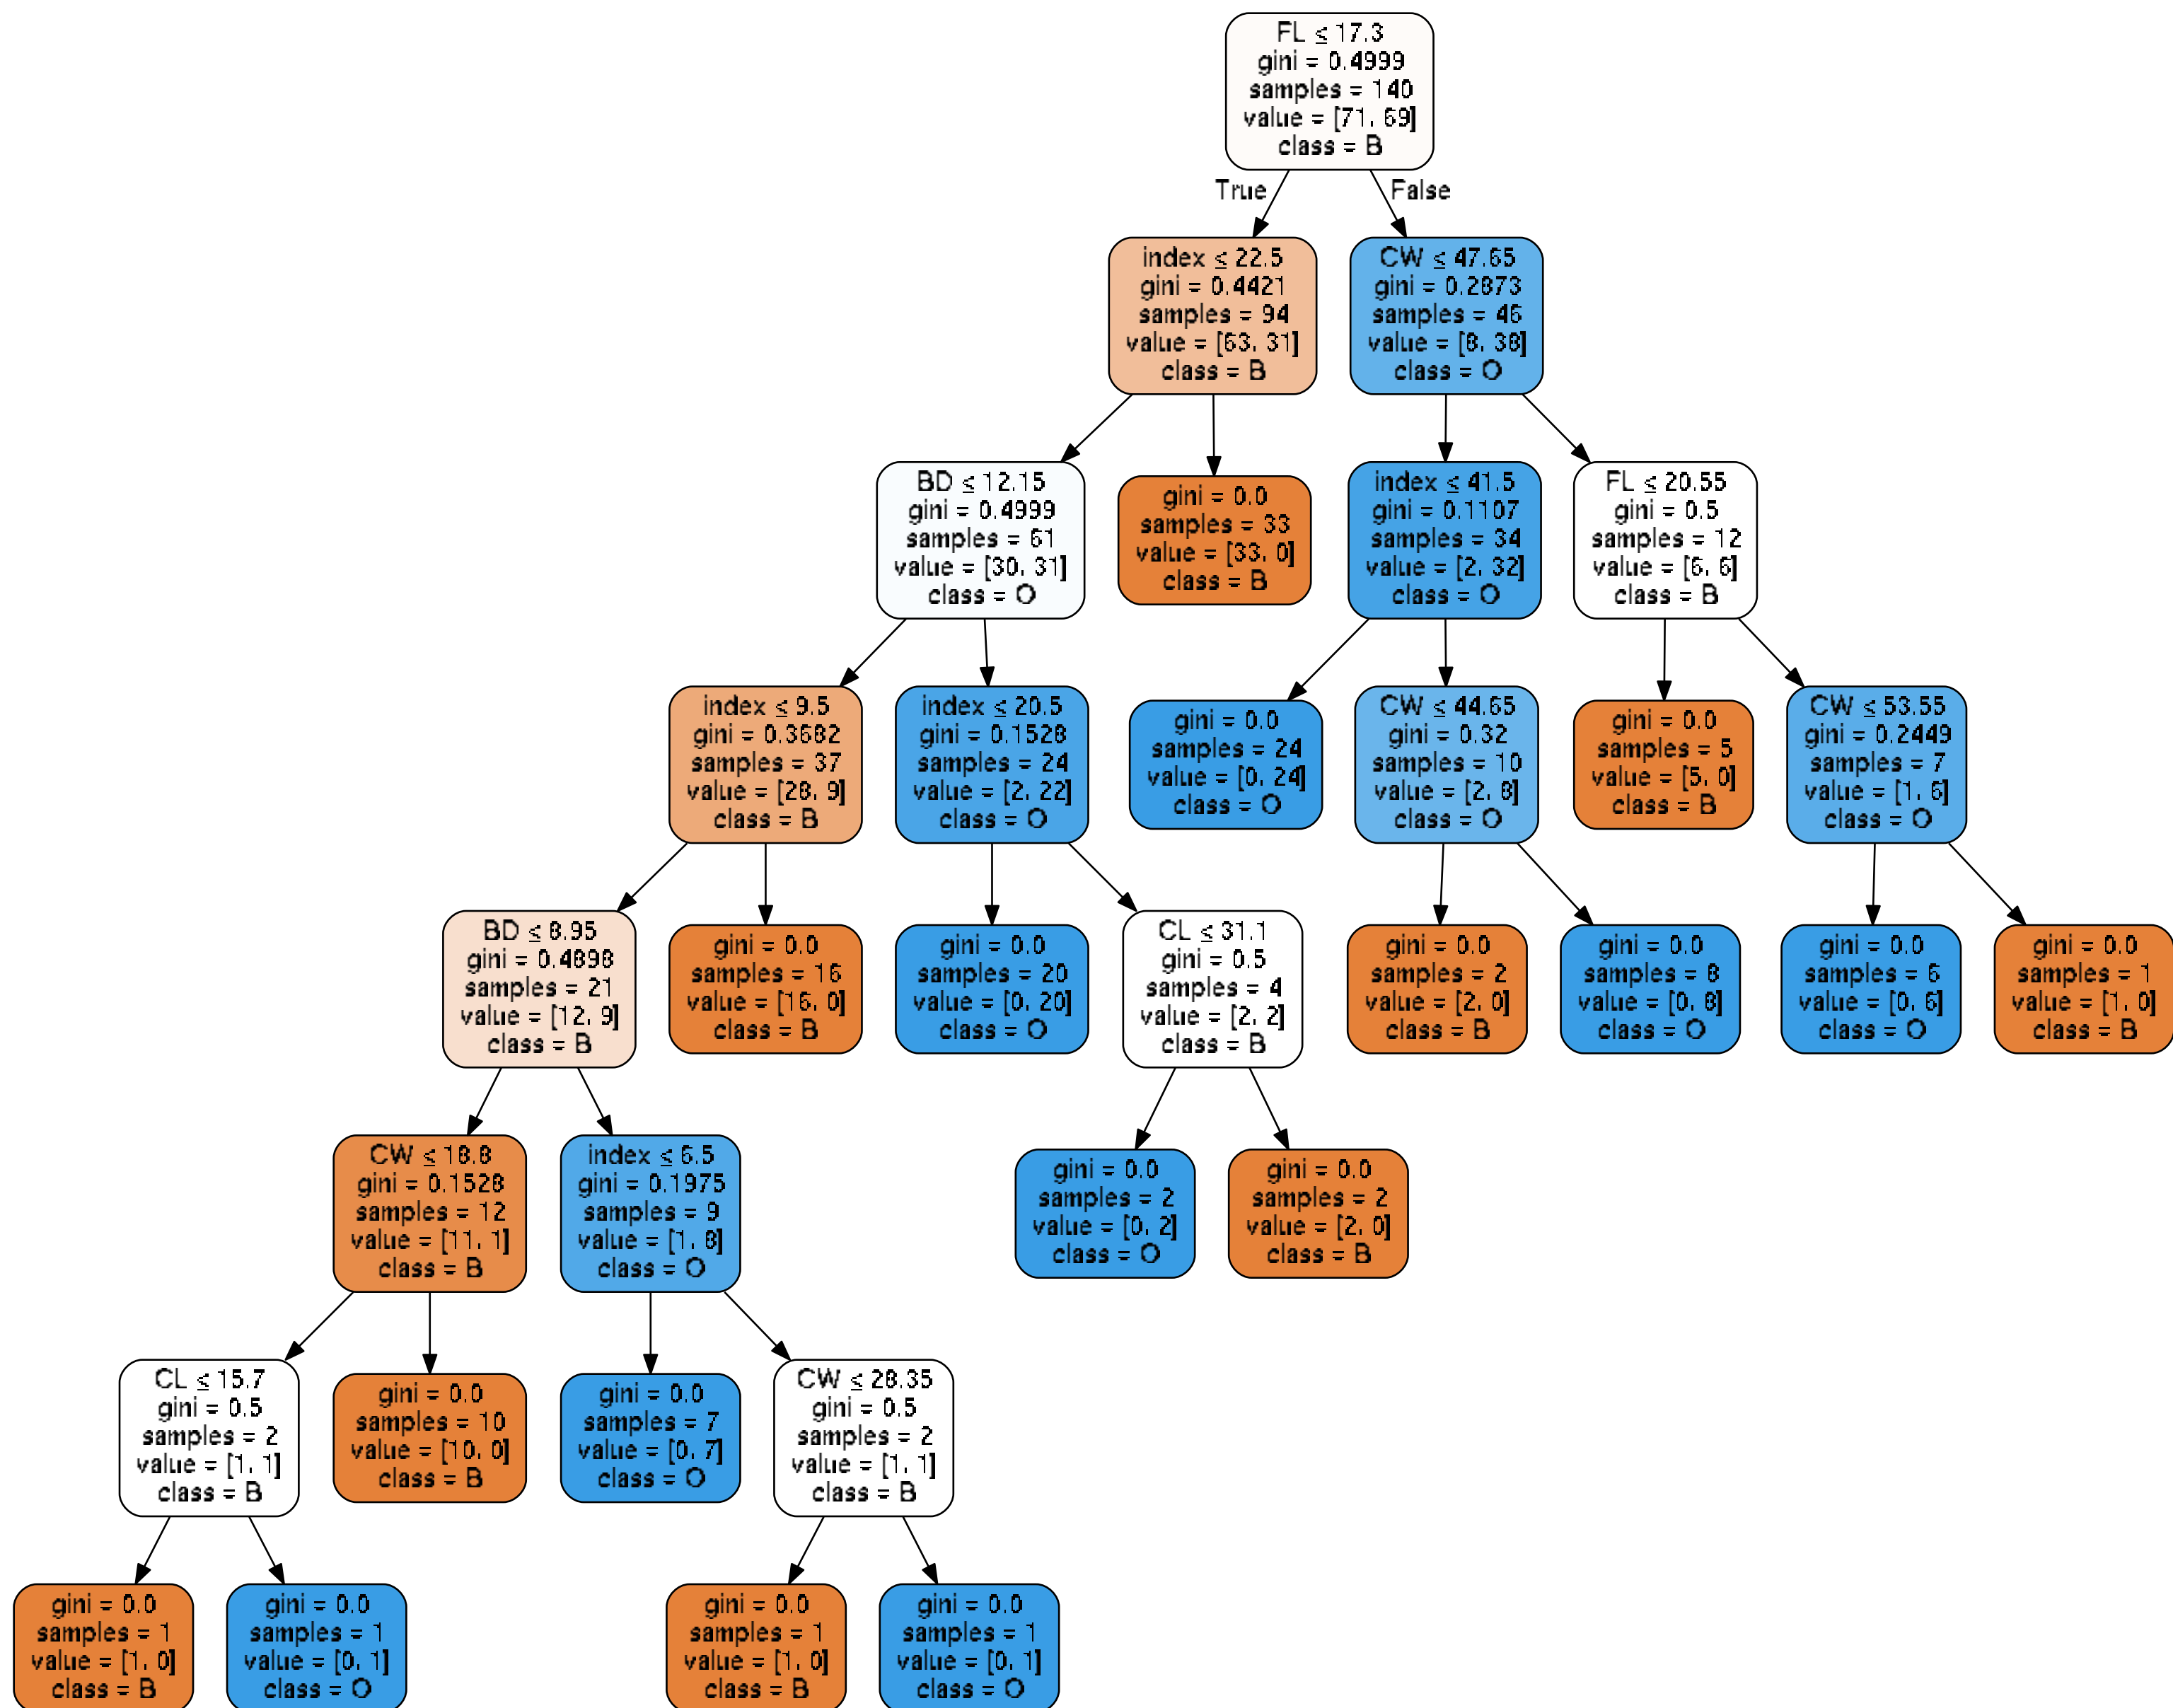 FL ≤ 17.3
gini = 0.4999
samples = 140
value = [71, 69]
class = B
True
False
index ≤ 22.5
gini = 0.4421
samples = 94
value = [63, 31]
class = B
CW ≤ 47.65
gini = 0.2873
samples = 46
value = [8, 38]
class = O
BD ≤ 12.15
gini = 0.4999
samples = 61
value = [30, 31]
class = O
gini = 0.0
samples = 33
value = [33, 0]
class = B
index ≤ 41.5
gini = 0.1107
samples = 34
value = [2, 32]
class = O
FL ≤ 20.55
gini = 0.5
samples = 12
value = [6, 6]
class = B
index ≤ 9.5
gini = 0.3682
samples = 37
value = [28, 9]
class = B
index ≤ 20.5
gini = 0.1528
samples = 24
value = [2, 22]
class = O
gini = 0.0
samples = 24
value = [0, 24]
class = O
CW ≤ 44.65
gini = 0.32
samples = 10
value = [2, 8]
class = O
gini = 0.0
samples = 5
value = [5, 0]
class = B
CW ≤ 53.55
gini = 0.2449
samples = 7
value = [1, 6]
class = O
BD ≤ 8.95
gini = 0.4898
samples = 21
value = [12, 9]
class = B
gini = 0.0
samples = 16
value = [16, 0]
class = B
gini = 0.0
samples = 20
value = [0, 20]
class = O
CL ≤ 31.1
gini = 0.5
samples = 4
value = [2, 2]
class = B
gini = 0.0
samples = 2
value = [2, 0]
class = B
gini = 0.0
samples = 8
value = [0, 8]
class = O
gini = 0.0
samples = 6
value = [0, 6]
class = O
gini = 0.0
samples = 1
value = [1, 0]
class = B
CW ≤ 18.8
gini = 0.1528
samples = 12
value = [11, 1]
class = B
index ≤ 6.5
gini = 0.1975
samples = 9
value = [1, 8]
class = O
gini = 0.0
samples = 2
value = [0, 2]
class = O
gini = 0.0
samples = 2
value = [2, 0]
class = B
CL ≤ 15.7
gini = 0.5
samples = 2
value = [1, 1]
class = B
gini = 0.0
samples = 10
value = [10, 0]
class = B
gini = 0.0
samples = 7
value = [0, 7]
class = O
CW ≤ 28.35
gini = 0.5
samples = 2
value = [1, 1]
class = B
gini = 0.0
samples = 1
value = [1, 0]
class = B
gini = 0.0
samples = 1
value = [0, 1]
class = O
gini = 0.0
samples = 1
value = [1, 0]
class = B
gini = 0.0
samples = 1
value = [0, 1]
class = O